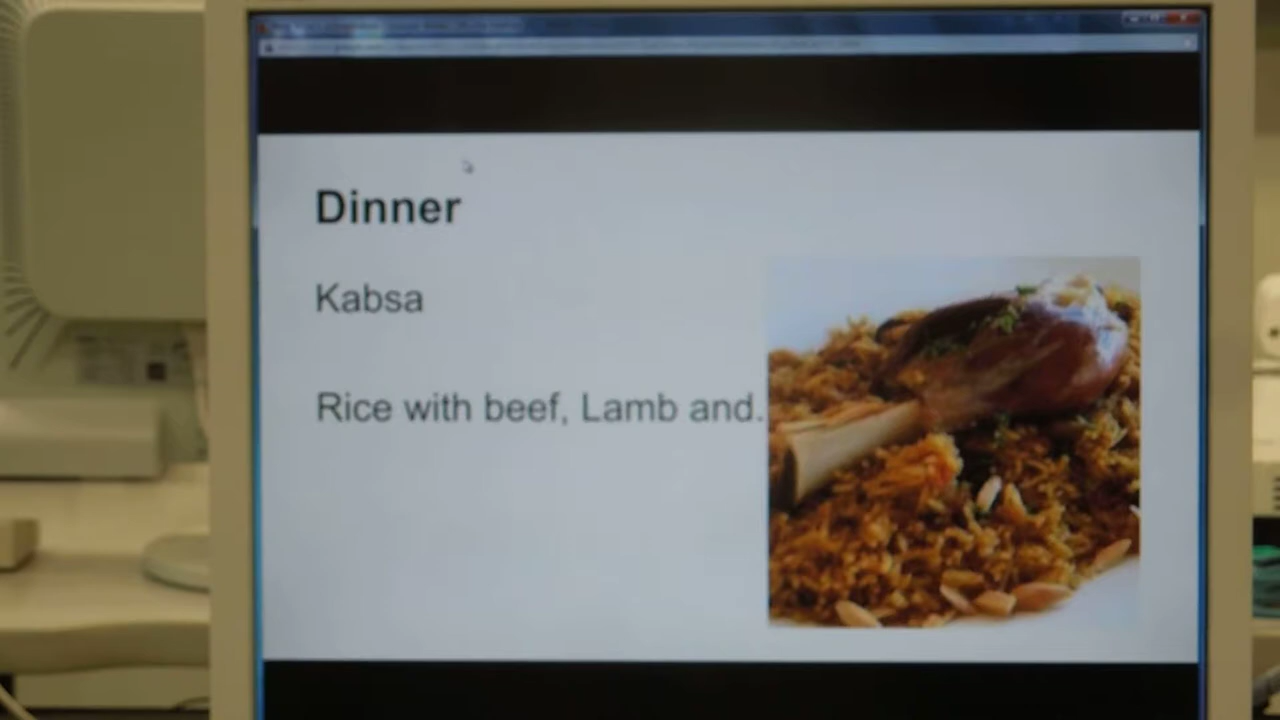 Dinner
Kabsa
Rice with beef, Lamb and.